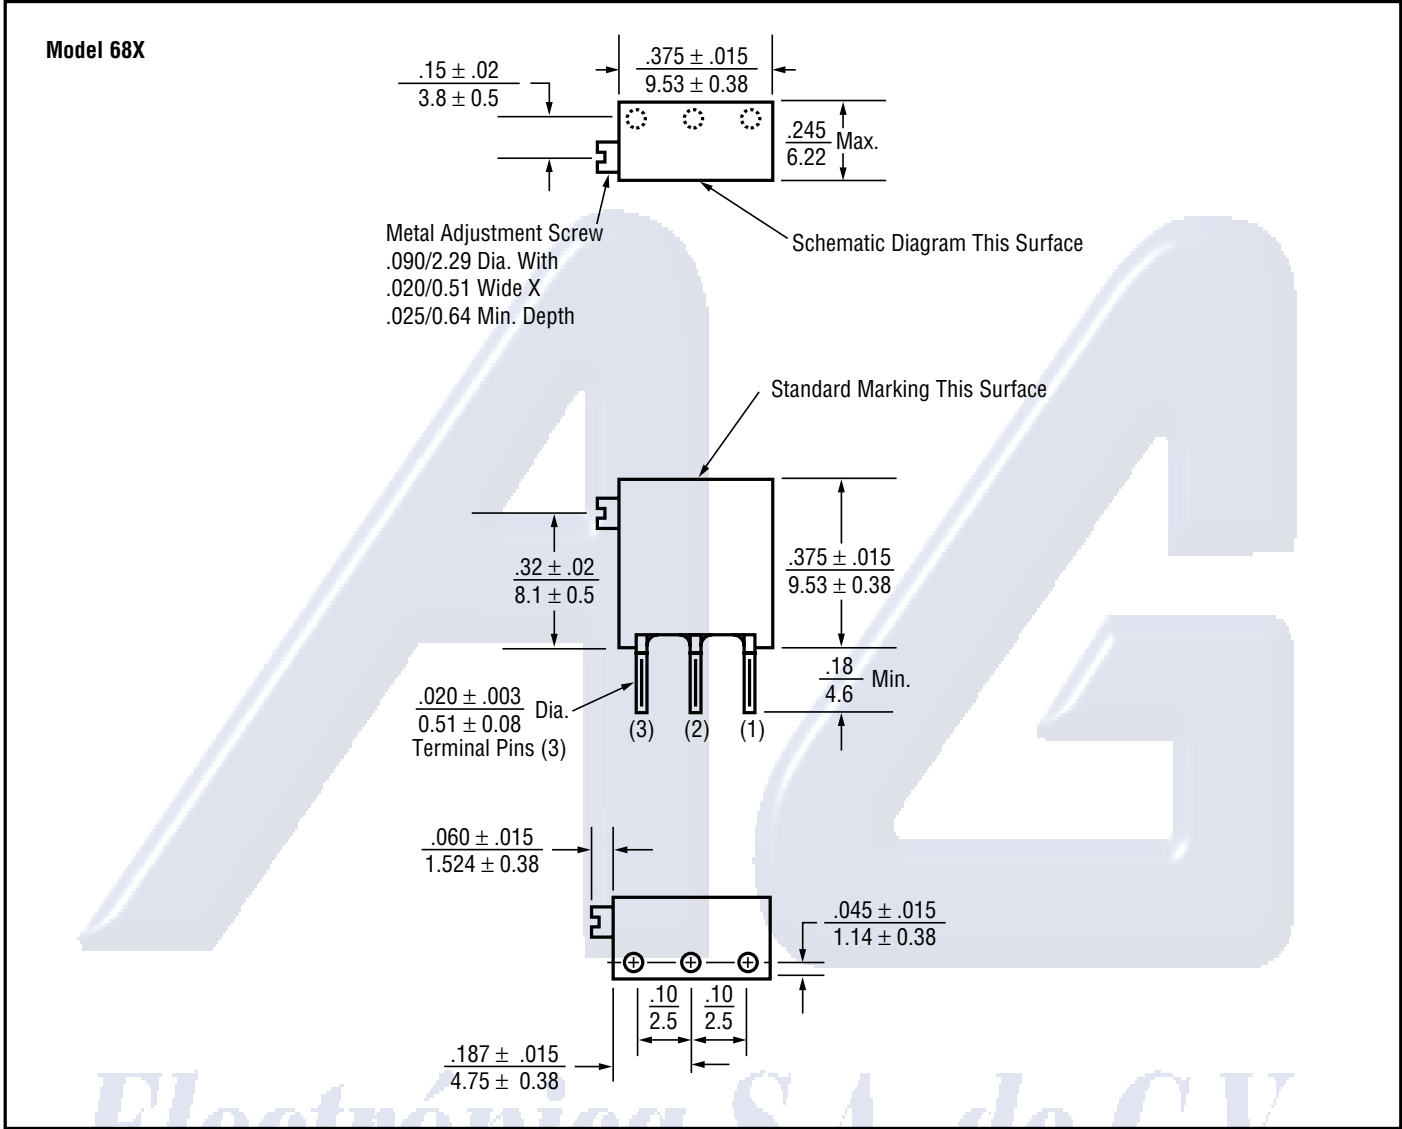 Model 68X
.375 ± .015
9.53 ± 0.38
.15 ± .02
3.8 ± 0.5
.245
6.22
Max.
Metal Adjustment Screw
.090/2.29 Dia. With
.020/0.51 Wide X
.025/0.64 Min. Depth
Schematic Diagram This Surface
Standard Marking This Surface
.32 ± .02
8.1 ± 0.5
.375 ± .015
9.53 ± 0.38
.18
4.6
Min.
.020 ± .003
0.51 ± 0.08
Dia.
Terminal Pins (3)
(3) (2) (1)
.060 ± .015
1.524 ± 0.38
.045 ± .015
1.14 ± 0.38
.10
2.5
.10
2.5
.187 ± .015
4.75 ± 0.38
AG
Electrónica S.A. de C.V.